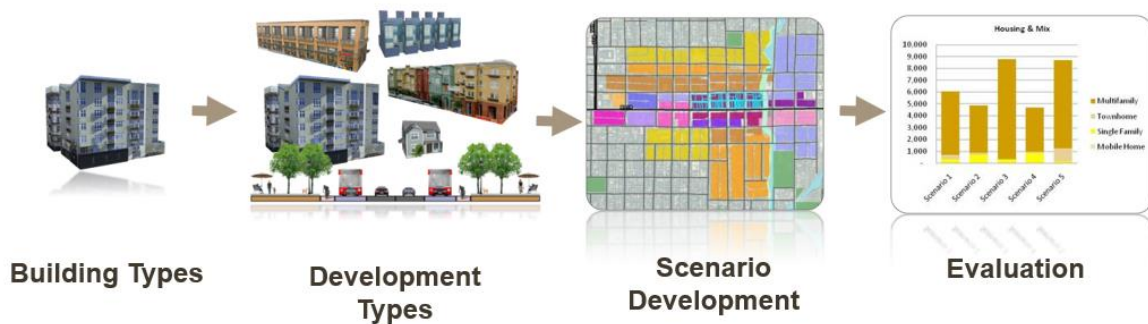 Housing & Mix
10,000
9,000
8,000
7,000
6,000
5,000
4,000
3,000
2,000
1,000
-
Multifamily
Townhome
Single Family
Mobile Home
Scenario 1
Scenario 2
Scenario 3
Scenario 4
Scenario 5
Building Types
Development
Types
Scenario
Development
Evaluation